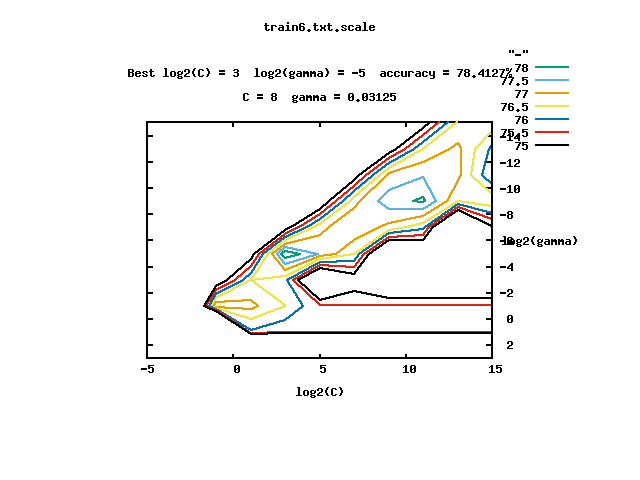 train6.txt.scale
"-"
Best log2(C) = 3  log2(gamma) = -5  accuracy = 78.4127%
78
77.5
C = 8  gamma = 0.03125
77
76.5
76
75.5
75
-14
-12
-10
-8
-6
log2(gamma)
-4
-2
0
2
-5 0 5 10 15
log2(C)